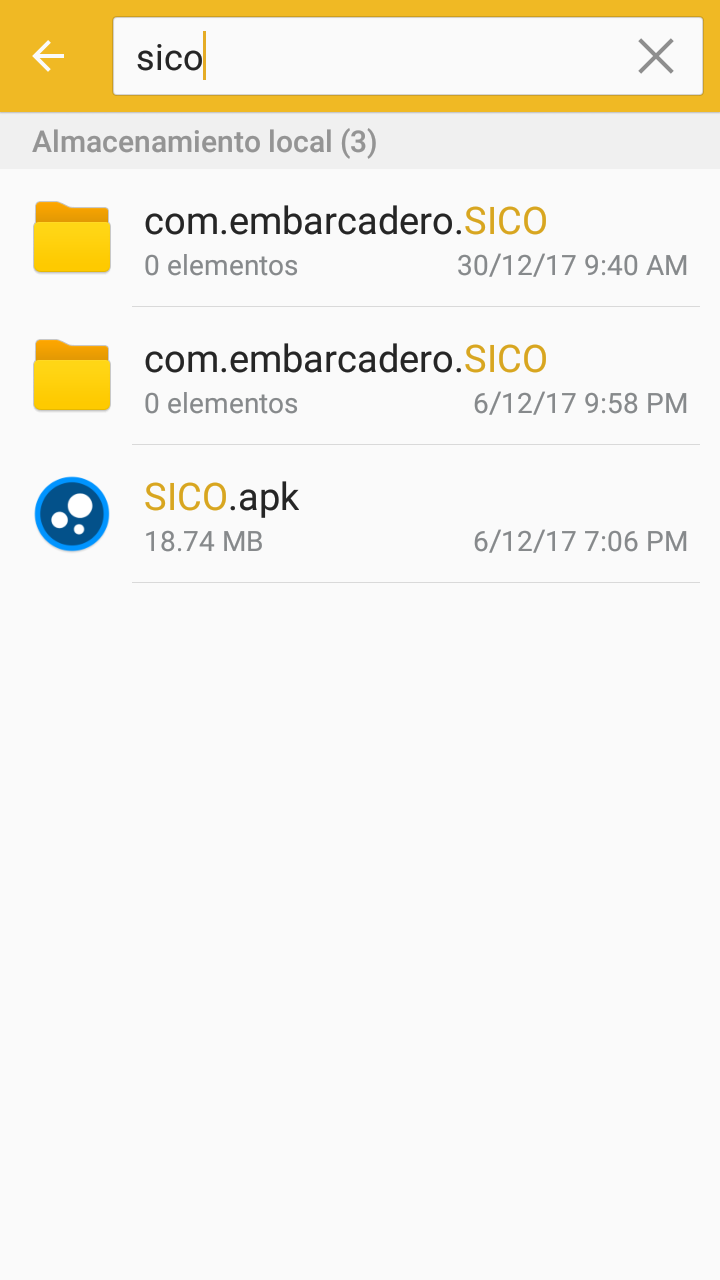 sico
Almacenamiento local (3)
com.embarcadero.SICO
0 elementos 30/12/17 9:40 AM
com.embarcadero.SICO
0 elementos 6/12/17 9:58 PM
SICO.apk
18.74 MB 6/12/17 7:06 PM